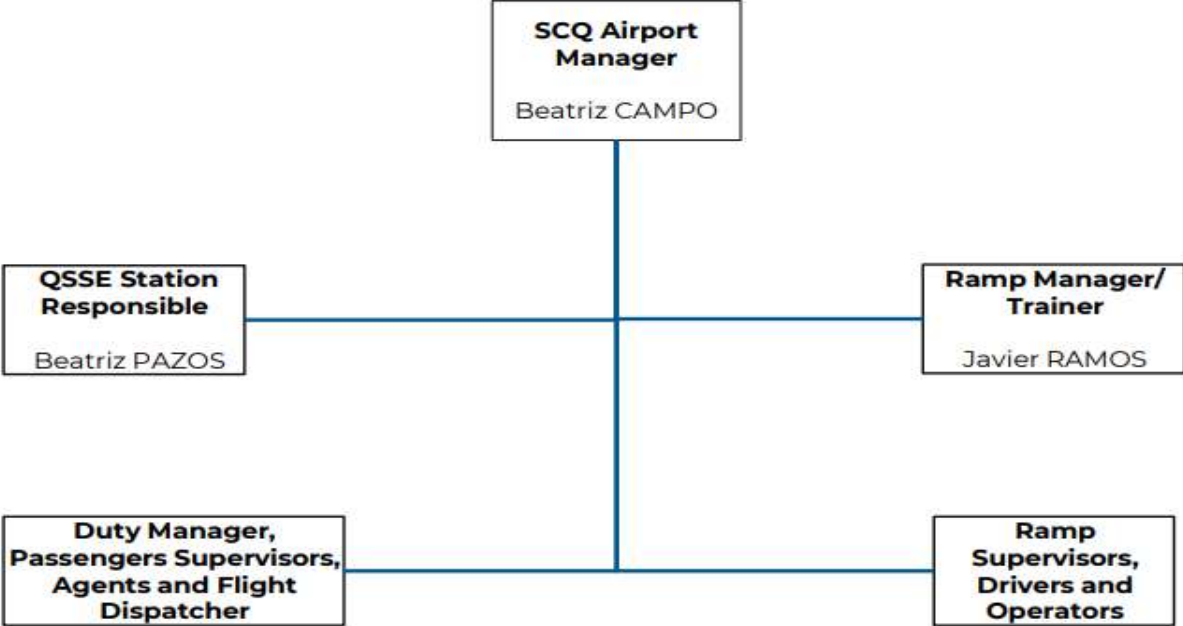 SCQ Airport
Manager
Beatriz CAMPO
QSSE Station
Responsible
Beatriz PAZOS
Ramp Manager/
Trainer
Javier RAMOS
Duty Manager,
Passengers Supervisors,
Agents and Flight
Dispatcher
Ramp
Supervisors,
Drivers and
Operators